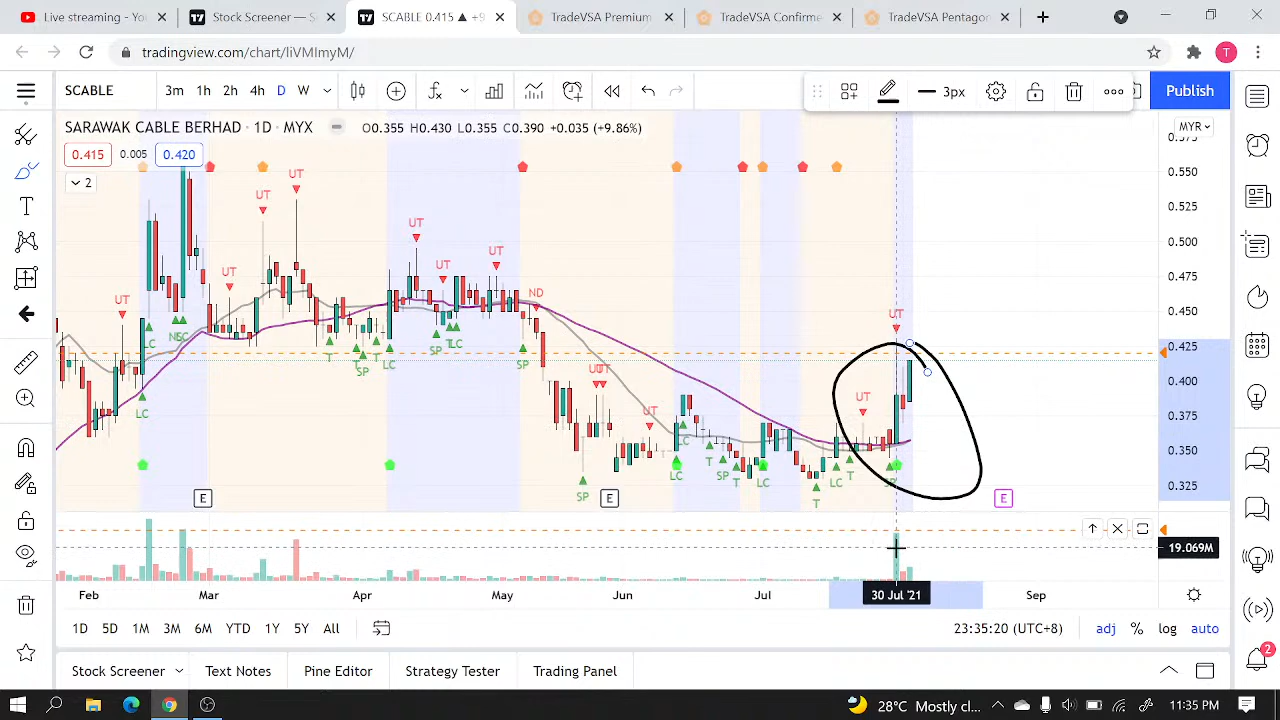 Live streaming - Y
Stock Screener — S
SCABLE 0.415 ▲ +9
TradeVSA Premium
TradeVSA Confirme
TradeVSA Pentago
tradingview.com/chart/liVMImyM/
T
SCABLE
3m 1h 2h 4h D W
3px
Publish
SARAWAK CABLE BERHAD · 1D · MYX
O0.355 H0.430 L0.355 C0.390 +0.035 (+9.86%)
MYR
0.415
0.005
0.420
2
0.575
0.550
0.525
0.500
0.475
0.450
0.425
0.400
0.375
0.350
0.325
UT
UT
UT
UT
UT
UT
UT
ND
UT
UT
UT
UT
LC
LC
T
T
SP
T
LC
SP
LC
SP
SP
LC
LC
T
SP
T
LC
T
LC
T
SP
E
E
E
19.069M
Feb Mar Apr May Jun Jul 30 Jul '21 Sep
1D 5D 1M 3M 6M YTD 1Y 5Y All
23:35:20 (UTC+8) adj % log auto
Stock Screener
Text Notes
Pine Editor
Strategy Tester
Trading Panel
2
28°C Mostly cl...
11:35 PM